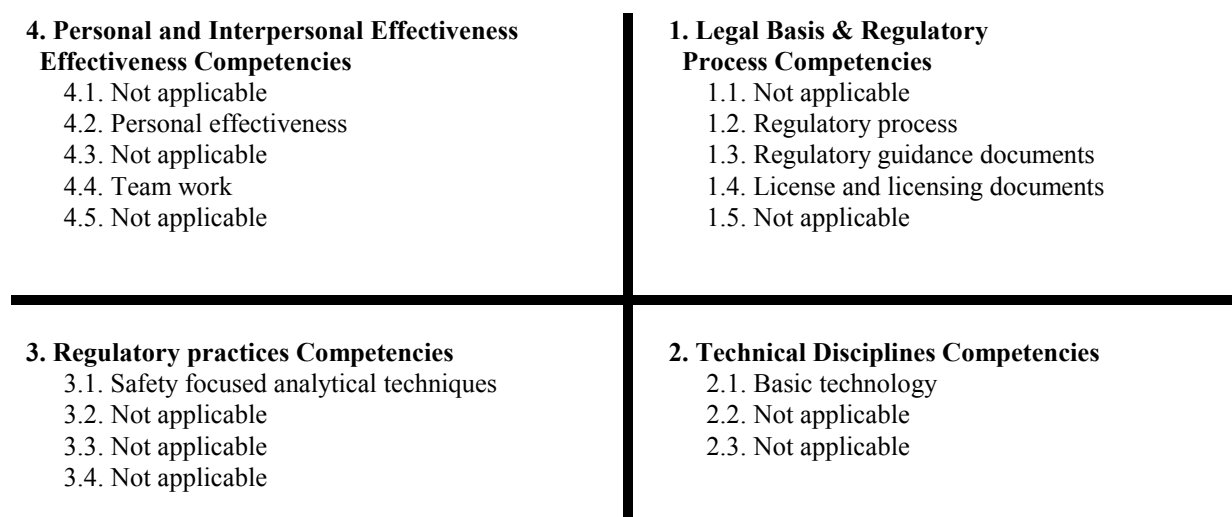 4. Personal and Interpersonal Effectiveness
Effectiveness Competencies
4.1. Not applicable
4.2. Personal effectiveness
4.3. Not applicable
4.4. Team work
4.5. Not applicable
1. Legal Basis & Regulatory
Process Competencies
1.1. Not applicable
1.2. Regulatory process
1.3. Regulatory guidance documents
1.4. License and licensing documents
1.5. Not applicable
3. Regulatory practices Competencies
3.1. Safety focused analytical techniques
3.2. Not applicable
3.3. Not applicable
3.4. Not applicable
2. Technical Disciplines Competencies
2.1. Basic technology
2.2. Not applicable
2.3. Not applicable